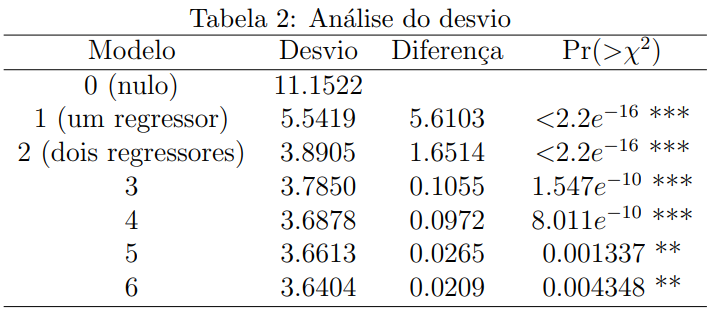 Tabela 2: Análise do desvio
Modelo Desvio Diferença Pr(>χ²)
0 (nulo) 11.1522
1 (um regressor) 5.5419 5.6103 <2.2e⁻¹⁶ ***
2 (dois regressores) 3.8905 1.6514 <2.2e⁻¹⁶ ***
3 3.7850 0.1055 1.547e⁻¹⁰ ***
4 3.6878 0.0972 8.011e⁻¹⁰ ***
5 3.6613 0.0265 0.001337 **
6 3.6404 0.0209 0.004348 **